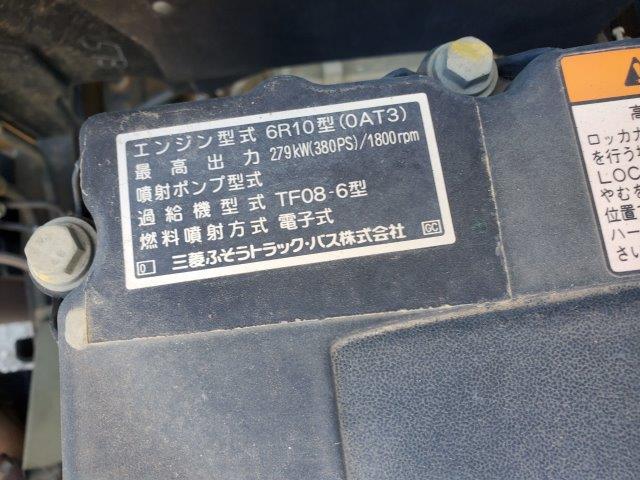 エンジン型式 6R10型(0AT3)
最高出力 279kW(380PS)/1800rpm
噴射ポンプ型式
過給機型式 TF08-6型
燃料噴射方式 電子式
0 三菱ふそうトラック・バス株式会社 GC
高
ロッカカ
を行う場
LOC
やむを
位置
ハー
さい